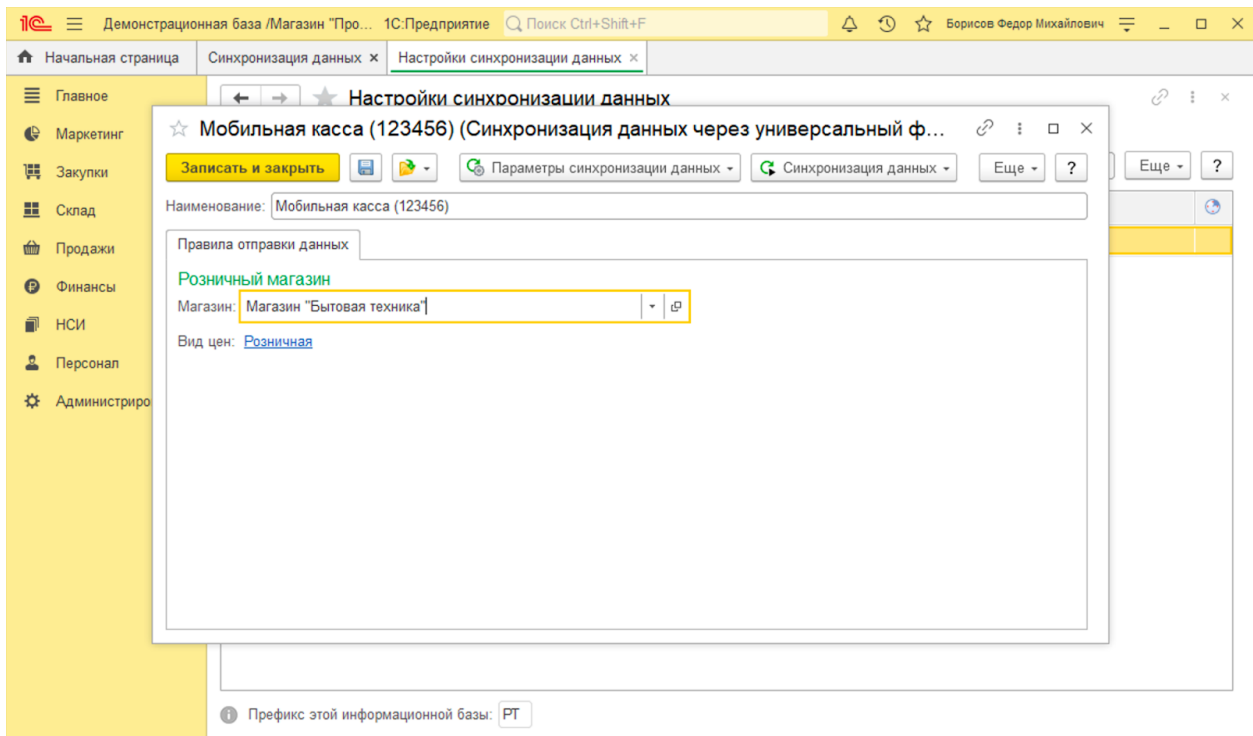 1С Демонстрационная база /Магазин "Про... 1С:Предприятие Поиск Ctrl+Shift+F Борисов Федор Михайлович
Начальная страница Синхронизация данных × Настройки синхронизации данных ×
Главное
Маркетинг
Закупки
Склад
Продажи
Финансы
НСИ
Персонал
Администриро
Настройки синхронизации данных
Еще ?
Мобильная касса (123456) (Синхронизация данных через универсальный ф...
Записать и закрыть Параметры синхронизации данных Синхронизация данных Еще ?
Наименование: Мобильная касса (123456)
Правила отправки данных
Розничный магазин
Магазин: Магазин "Бытовая техника"
Вид цен: Розничная
Префикс этой информационной базы: РТ